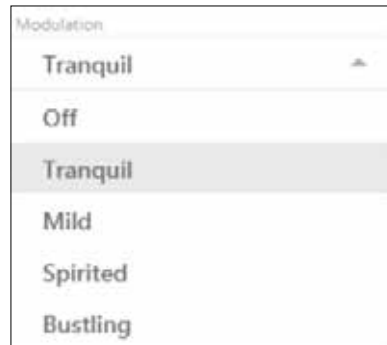 Modulation
Tranquil
Off
Tranquil
Mild
Spirited
Bustling